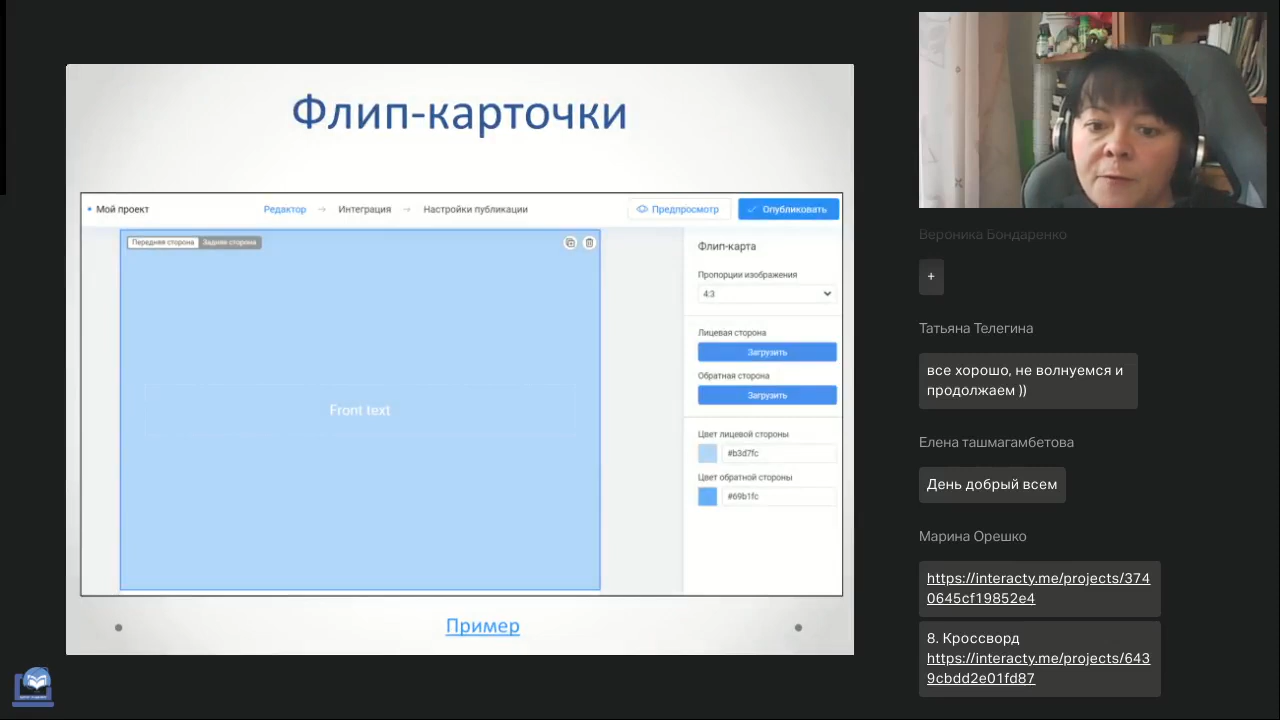 Флип-карточки
Мой проект
Редактор
Интеграция
Настройки публикации
Предпросмотр
Опубликовать
Передняя сторона
Задняя сторона
Front text
Флип-карта
Пропорции изображения
4:3
Лицевая сторона
Загрузить
Обратная сторона
Загрузить
Цвет лицевой стороны
#b3d7fc
Цвет обратной стороны
#69b1fc
Пример
Вероника Бондаренко
+
Татьяна Телегина
все хорошо, не волнуемся и
продолжаем ))
Елена ташмагамбетова
День добрый всем
Марина Орешко
https://interacty.me/projects/374
0645cf19852e4
8. Кроссворд
https://interacty.me/projects/643
9cbdd2e01fd87